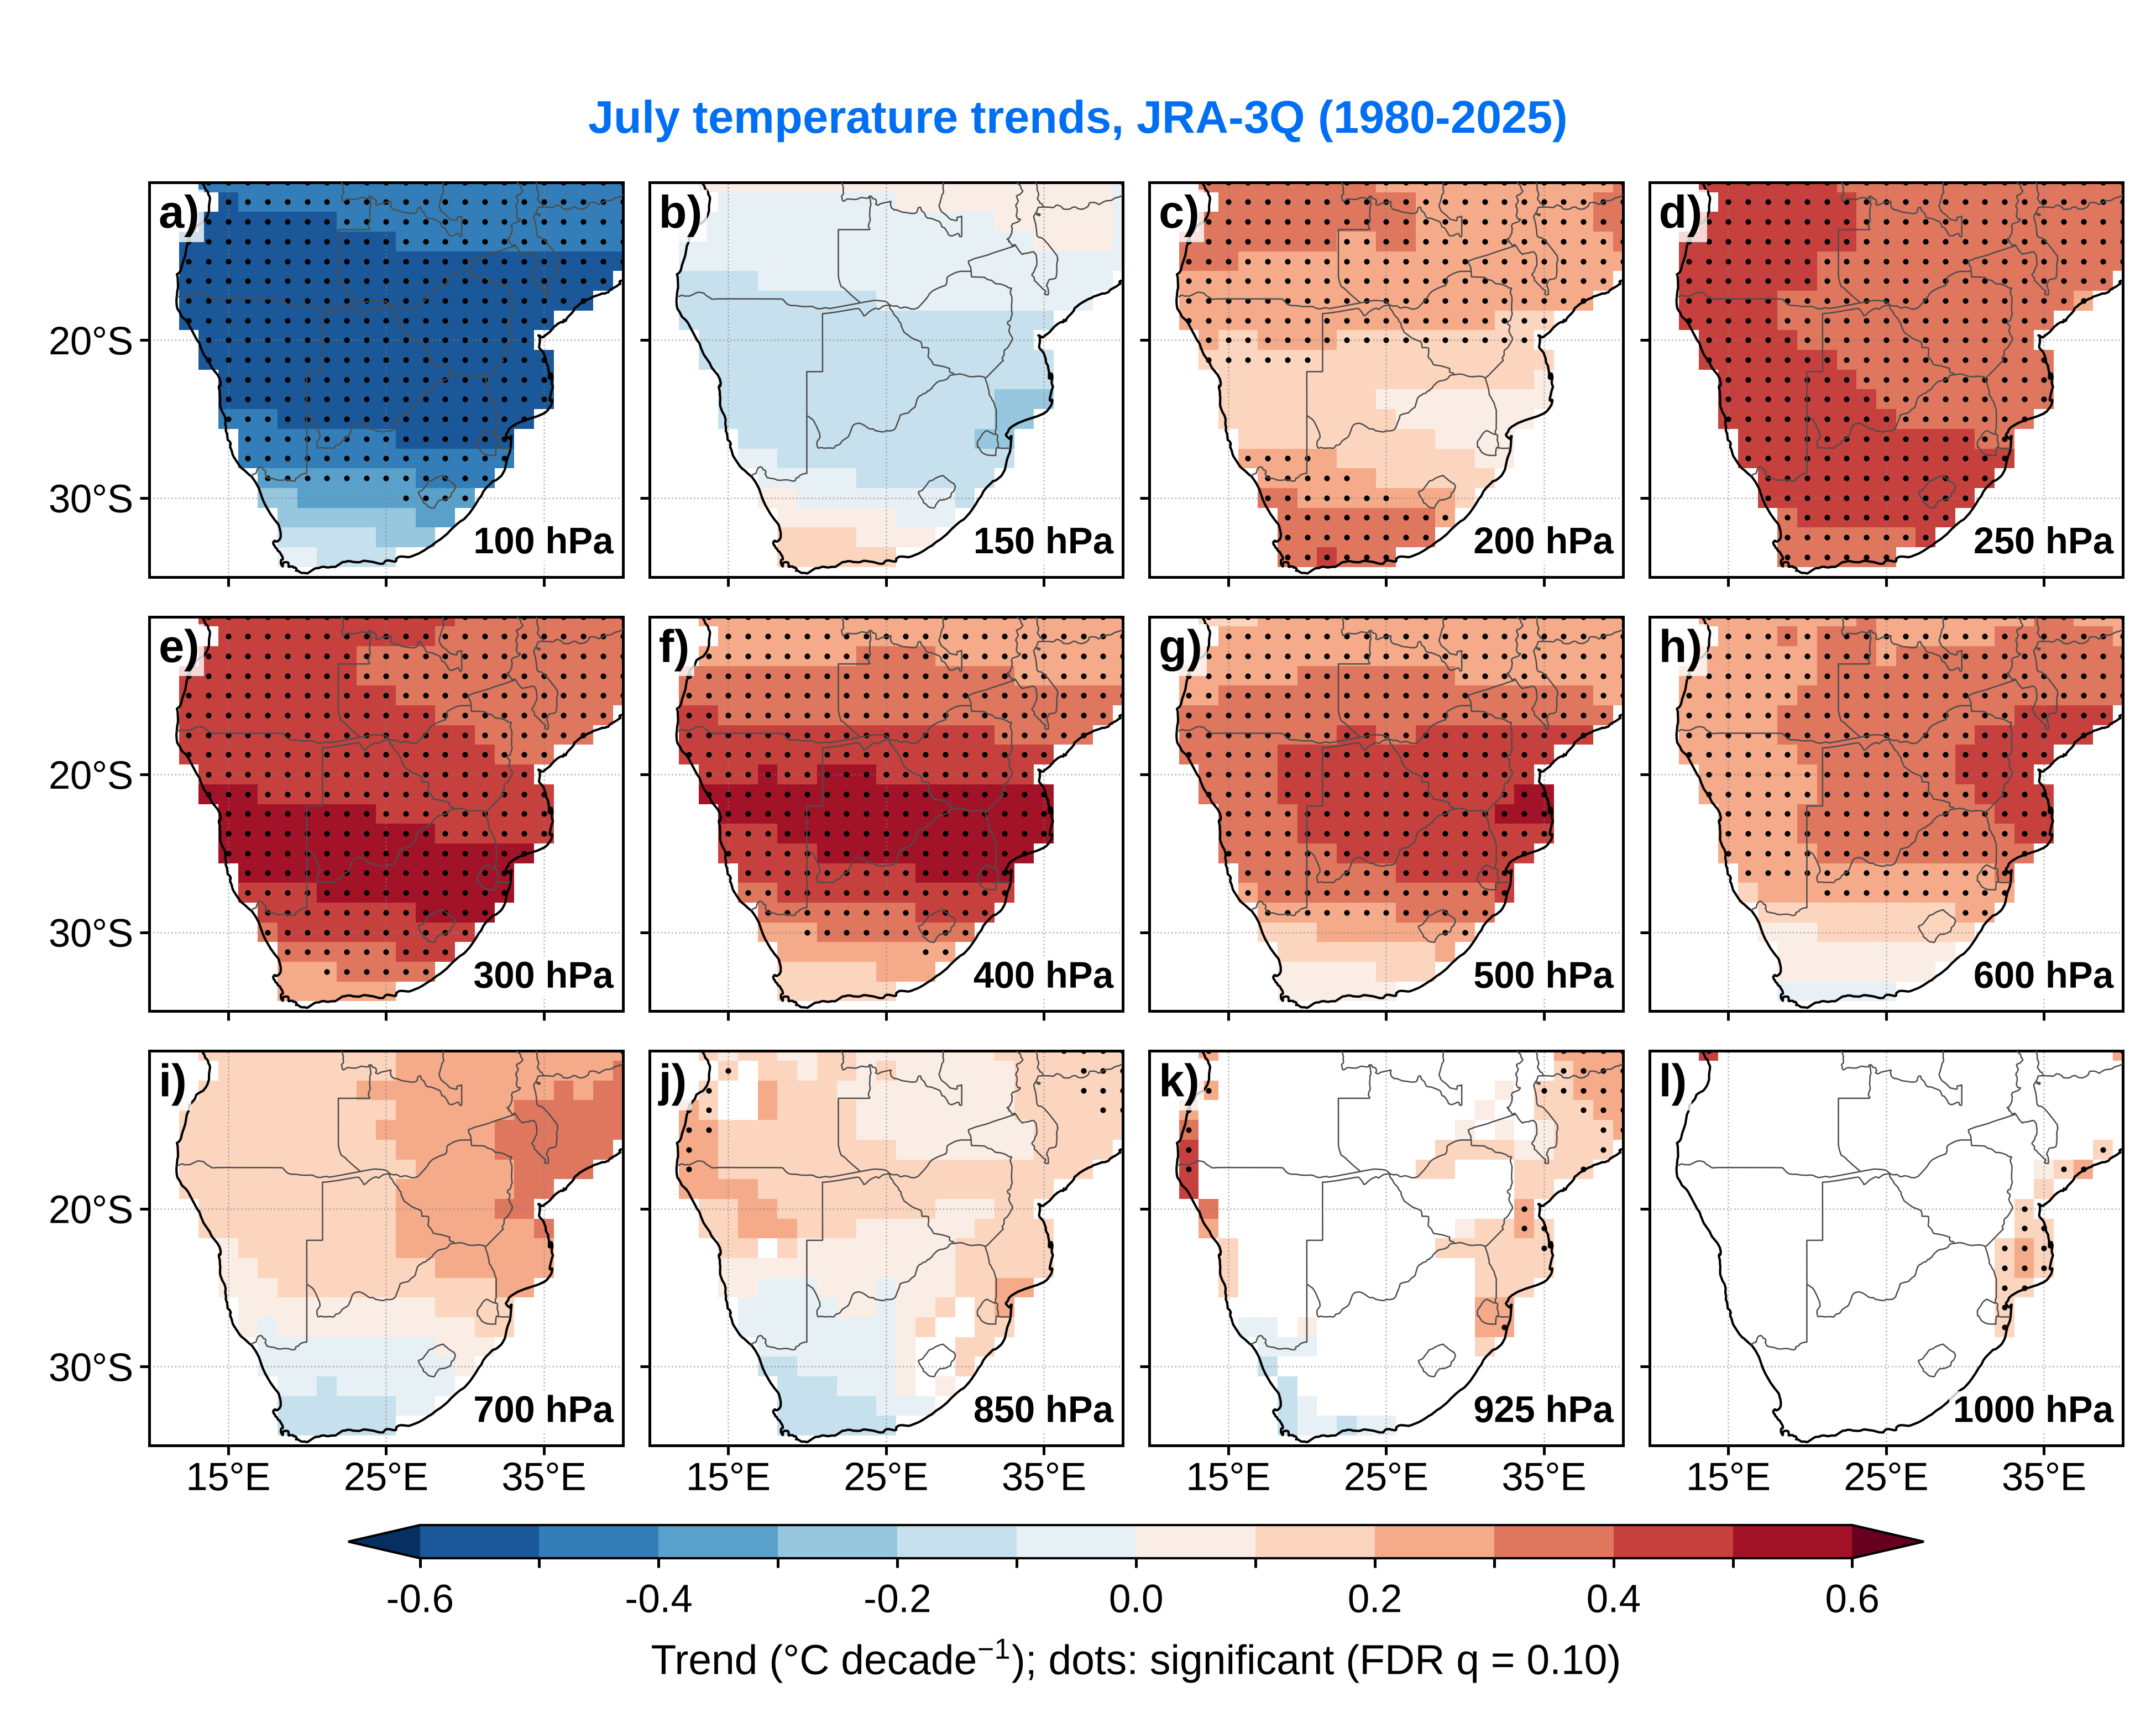 July temperature trends, JRA-3Q (1980-2025)
a) 100 hPa
b) 150 hPa
c) 200 hPa
d) 250 hPa
20°S
30°S
e) 300 hPa
f) 400 hPa
g) 500 hPa
h) 600 hPa
20°S
30°S
i) 700 hPa
j) 850 hPa
k) 925 hPa
l) 1000 hPa
20°S
30°S
15°E 25°E 35°E 15°E 25°E 35°E 15°E 25°E 35°E 15°E 25°E 35°E
-0.6 -0.4 -0.2 0.0 0.2 0.4 0.6
Trend (°C decade⁻¹); dots: significant (FDR q = 0.10)